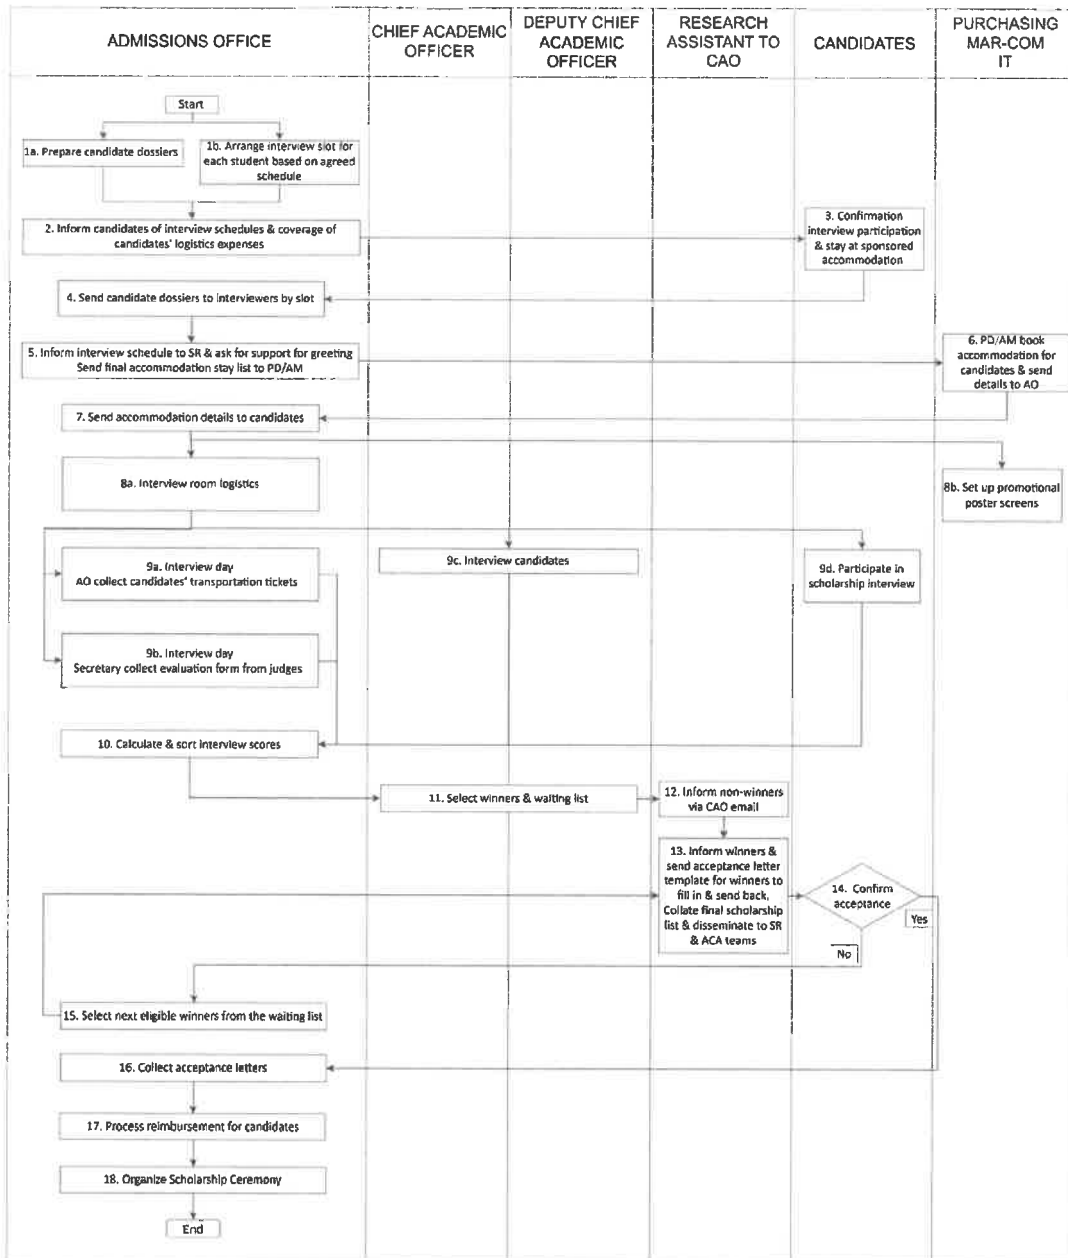 ADMISSIONS OFFICE
CHIEF ACADEMIC
OFFICER
DEPUTY CHIEF
ACADEMIC
OFFICER
RESEARCH
ASSISTANT TO
CAO
CANDIDATES
PURCHASING
MAR-COM
IT
Start
1a. Prepare candidate dossiers
1b. Arrange interview slot for
each student based on agreed
schedule
2. Inform candidates of interview schedules & coverage of
candidates' logistics expenses
3. Confirmation
interview participation
& stay at sponsored
accommodation
4. Send candidate dossiers to interviewers by slot
5. Inform interview schedule to SR & ask for support for greeting
Send final accommodation stay list to PD/AM
6. PD/AM book
accommodation for
candidates & send
details to AO
7. Send accommodation details to candidates
8a. Interview room logistics
8b. Set up promotional
poster screens
9a. Interview day
AO collect candidates' transportation tickets
9c. Interview candidates
9d. Participate in
scholarship interview
9b. Interview day
Secretary collect evaluation form from judges
10. Calculate & sort interview scores
11. Select winners & waiting list
12. Inform non-winners
via CAO email
13. Inform winners &
send acceptance letter
template for winners to
fill in & send back,
Collate final scholarship
list & disseminate to SR
& ACA teams
14. Confirm
acceptance
Yes
No
15. Select next eligible winners from the waiting list
16. Collect acceptance letters
17. Process reimbursement for candidates
18. Organize Scholarship Ceremony
End